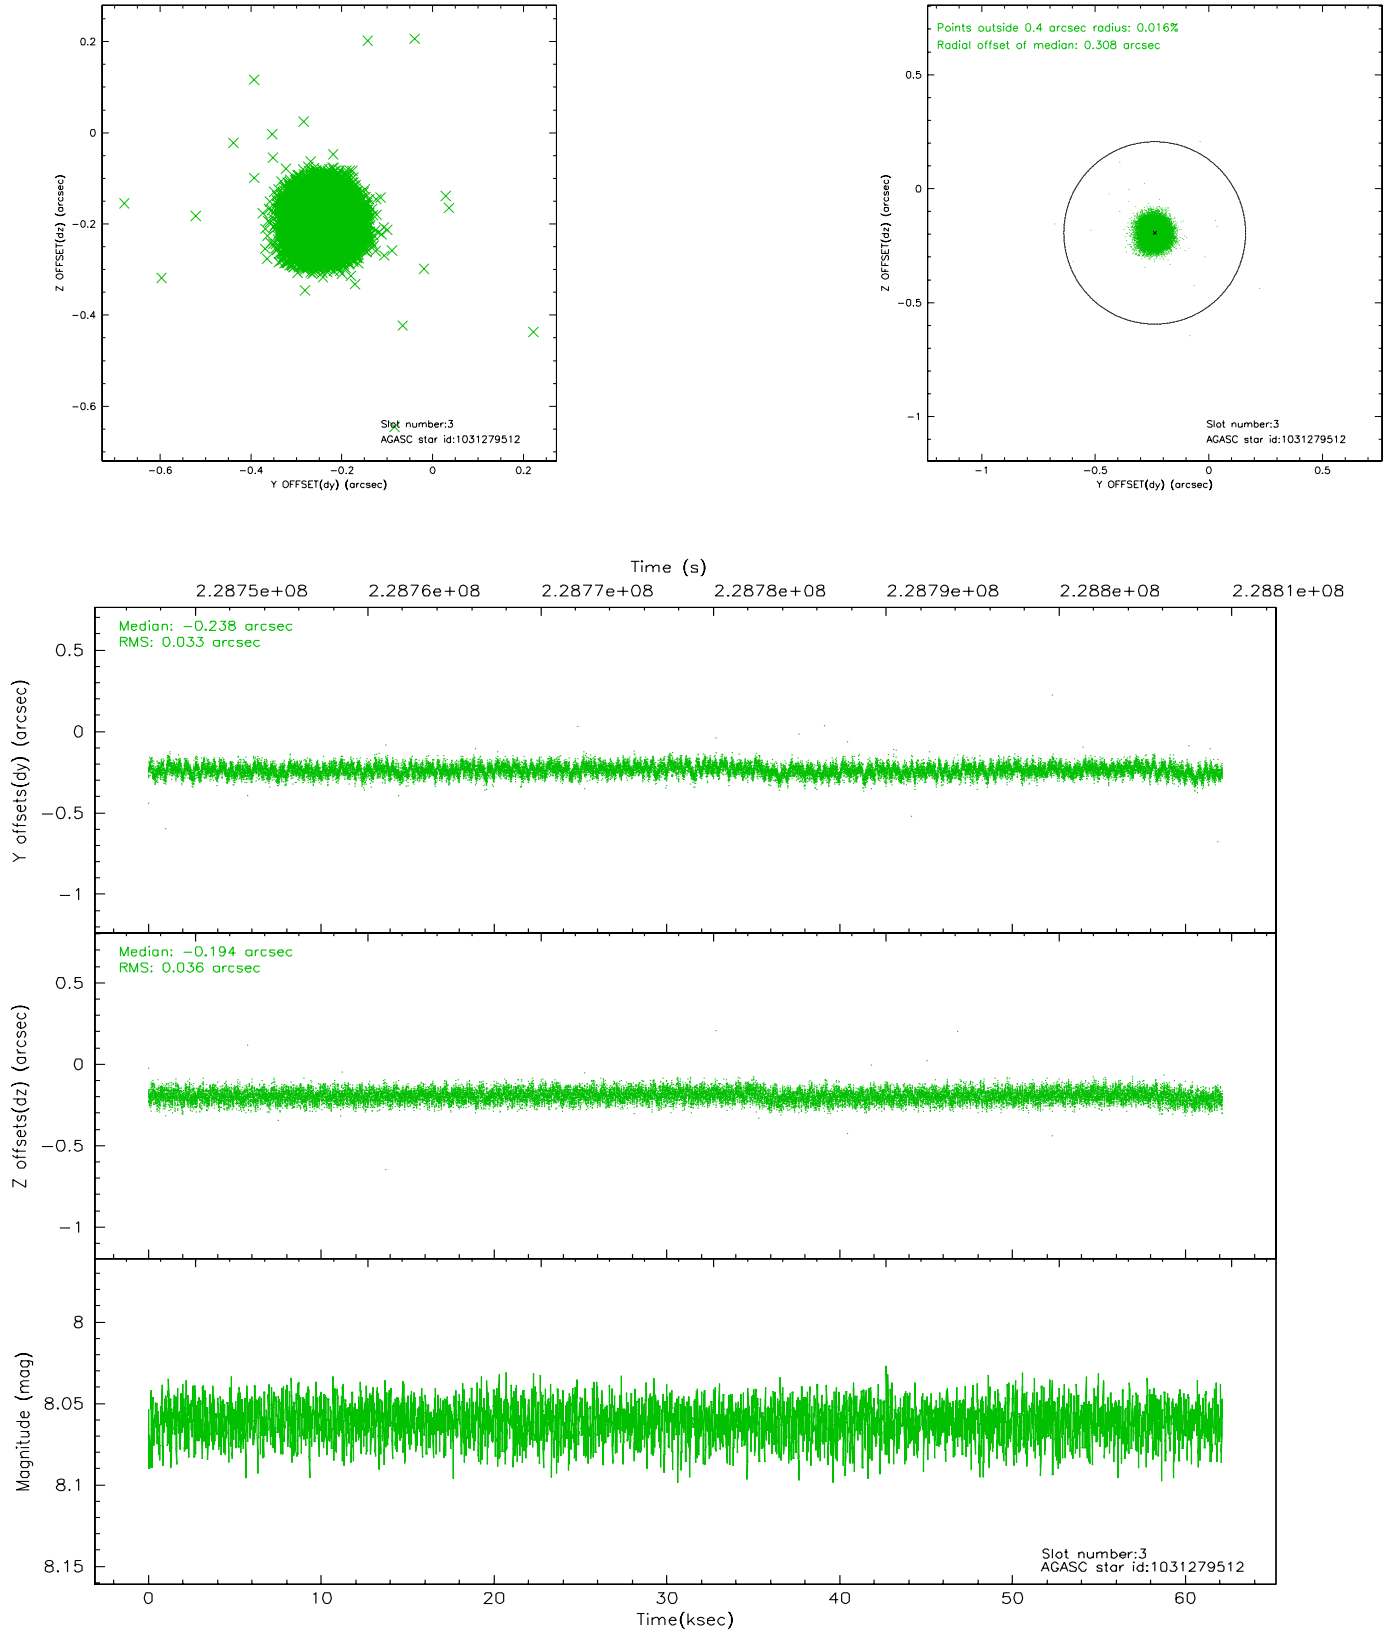 0.2
0
-0.2
-0.4
-0.6
Z OFFSET(dz) (arcsec)
Slot number:3
AGASC star id:1031279512
-0.6 -0.4 -0.2 0 0.2
Y OFFSET(dy) (arcsec)
Points outside 0.4 arcsec radius: 0.016%
Radial offset of median: 0.308 arcsec
0.5
0
-0.5
-1
Z OFFSET(dz) (arcsec)
Slot number:3
AGASC star id:1031279512
-1 -0.5 0 0.5
Y OFFSET(dy) (arcsec)
Time (s)
2.2875e+08 2.2876e+08 2.2877e+08 2.2878e+08 2.2879e+08 2.288e+08 2.2881e+08
Median: -0.238 arcsec
RMS: 0.033 arcsec
0.5
0
-0.5
-1
Y offsets(dy) (arcsec)
Median: -0.194 arcsec
RMS: 0.036 arcsec
0.5
0
-0.5
-1
Z offsets(dz) (arcsec)
8
8.05
8.1
8.15
Magnitude (mag)
Slot number:3
AGASC star id:1031279512
0 10 20 30 40 50 60
Time(ksec)